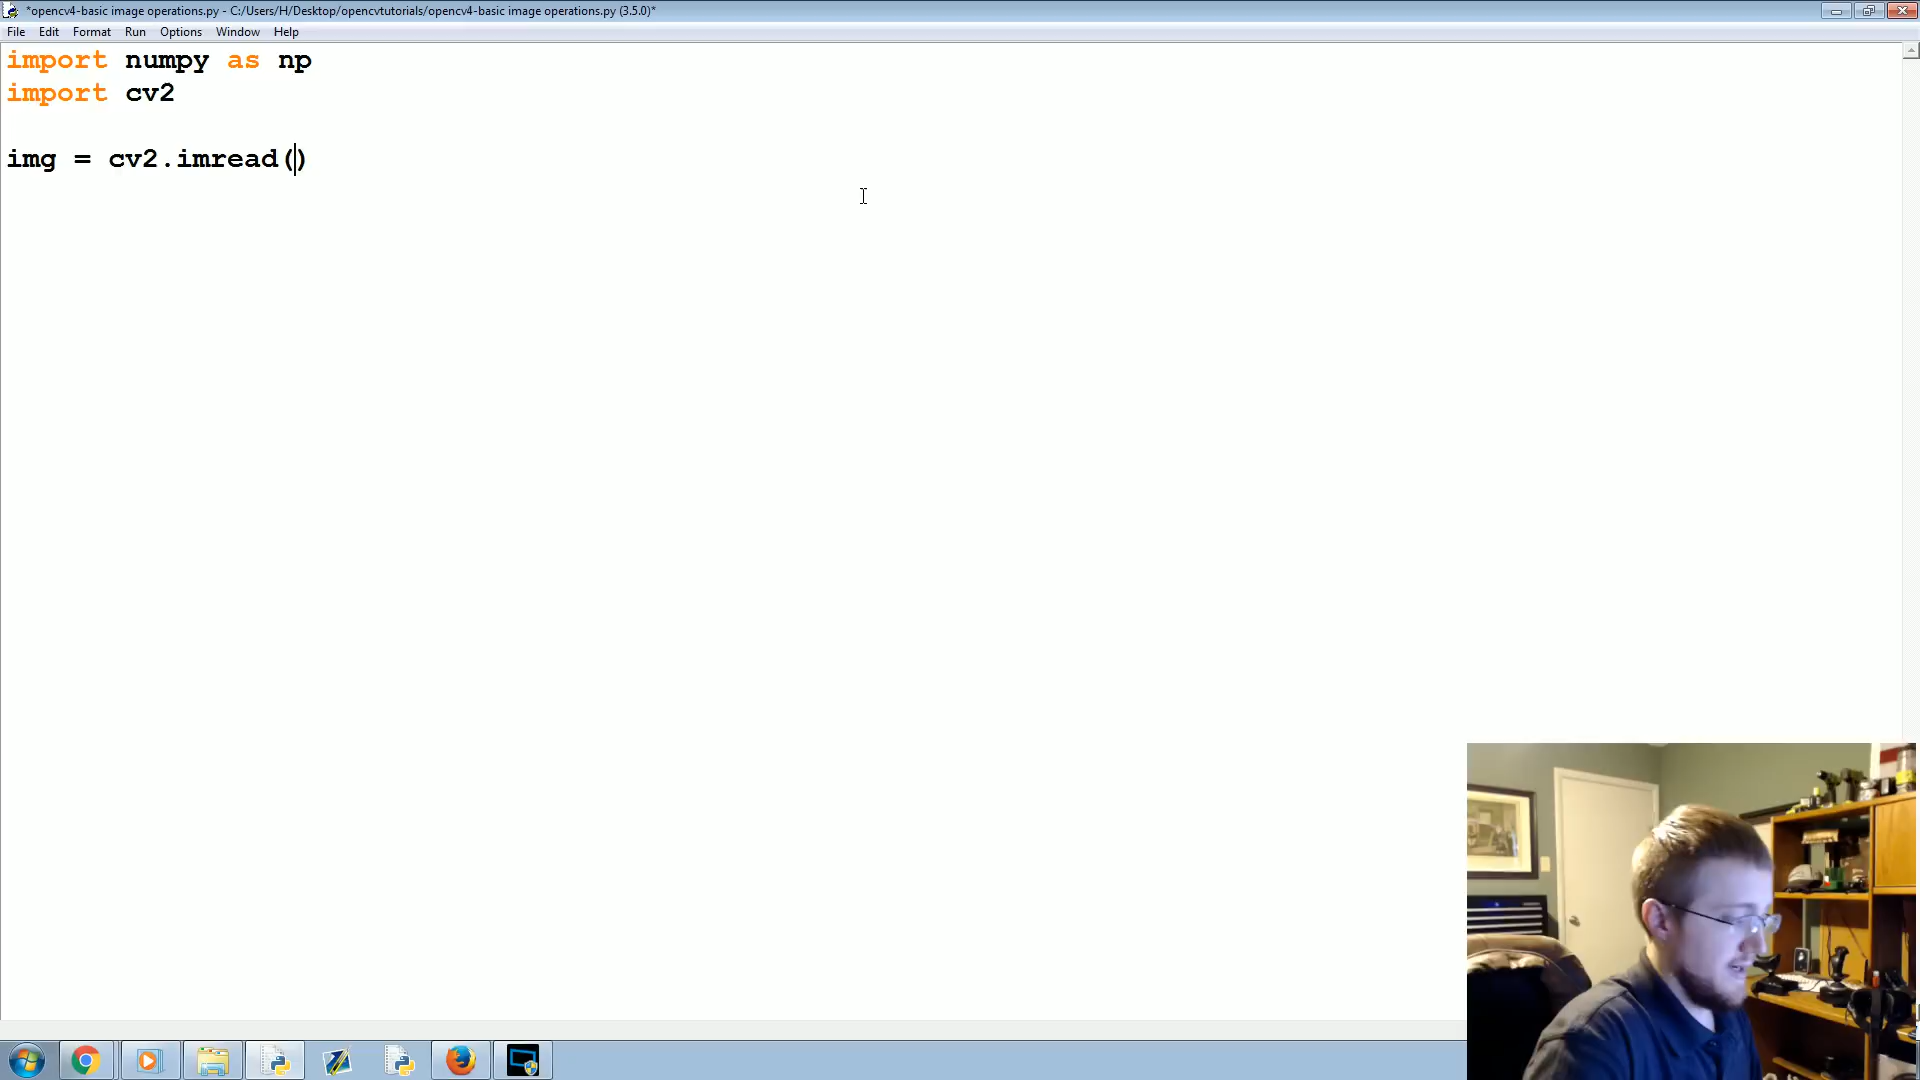 *opencv4-basic image operations.py - C:/Users/H/Desktop/opencvtutorials/opencv4-basic image operations.py (3.5.0)*
File Edit Format Run Options Window Help
import numpy as np
import cv2
img = cv2.imread()